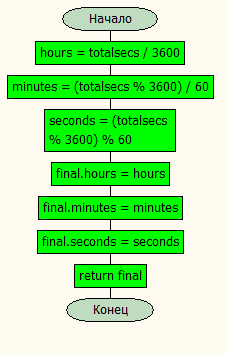 Начало
hours = totalsecs / 3600
minutes = (totalsecs % 3600) / 60
seconds = (totalsecs
% 3600) % 60
final.hours = hours
final.minutes = minutes
final.seconds = seconds
return final
Конец